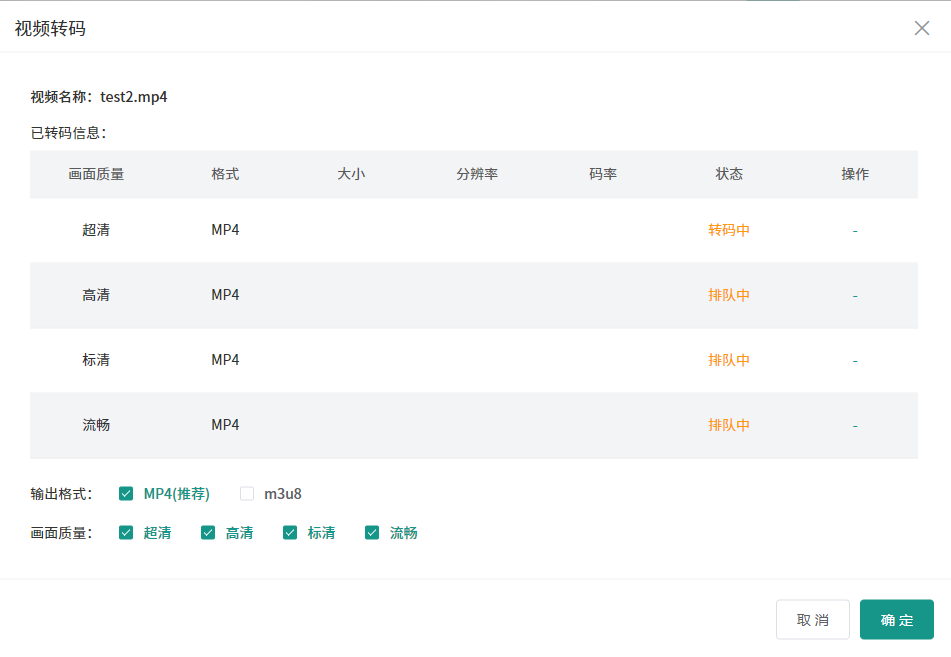 视频转码
视频名称：test2.mp4
已转码信息：
画面质量 格式 大小 分辨率 码率 状态 操作
超清 MP4 转码中 -
高清 MP4 排队中 -
标清 MP4 排队中 -
流畅 MP4 排队中 -
输出格式： MP4(推荐) m3u8
画面质量： 超清 高清 标清 流畅
取 消 确 定